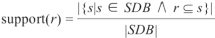 support(r) = |{s|s ∈ SDB ∧ r ⊆ s}| / |SDB|